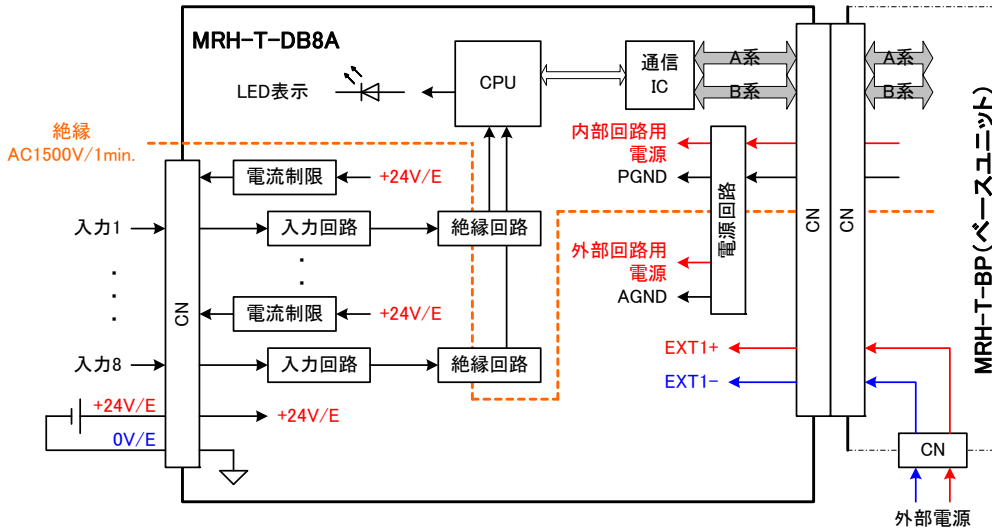 MRH-T-DB8A
LED表示
CPU
通信
IC
A系
B系
A系
B系
CN
CN
絶縁
AC1500V/1min.
電流制限
+24V/E
入力1
入力回路
絶縁回路
内部回路用
電源
PGND
電源回路
外部回路用
電源
AGND
CN
電流制限
+24V/E
入力8
入力回路
絶縁回路
EXT1+
EXT1-
+24V/E
+24V/E
0V/E
MRH-T-BP(ベースユニット)
CN
外部電源